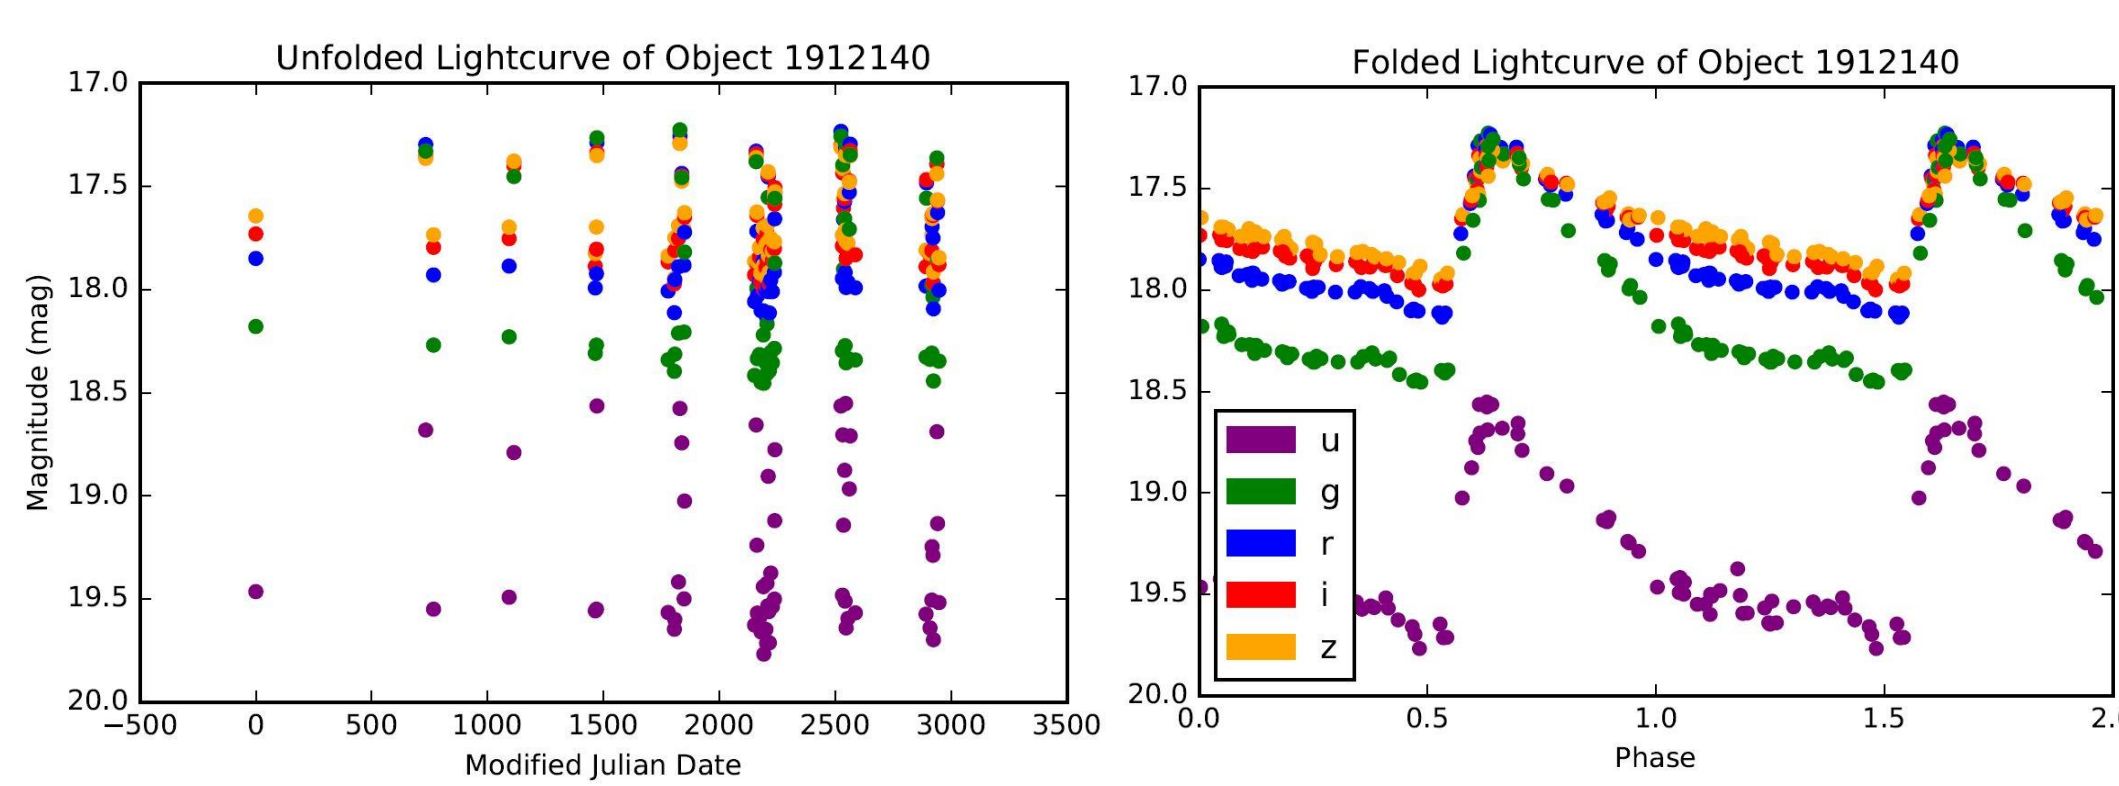 Unfolded Lightcurve of Object 1912140
17.0
17.5
18.0
18.5
19.0
19.5
20.0
Magnitude (mag)
−500 0 500 1000 1500 2000 2500 3000 3500
Modified Julian Date
Folded Lightcurve of Object 1912140
17.0
17.5
18.0
18.5
19.0
19.5
20.0
u
g
r
i
z
0.0 0.5 1.0 1.5 2.
Phase